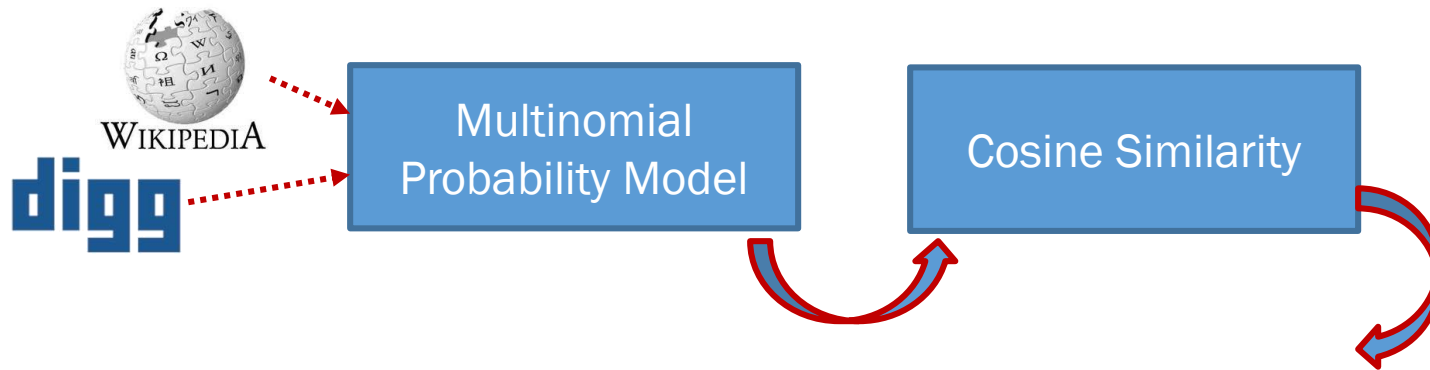 WIKIPEDIA
digg
Multinomial
Probability Model
Cosine Similarity